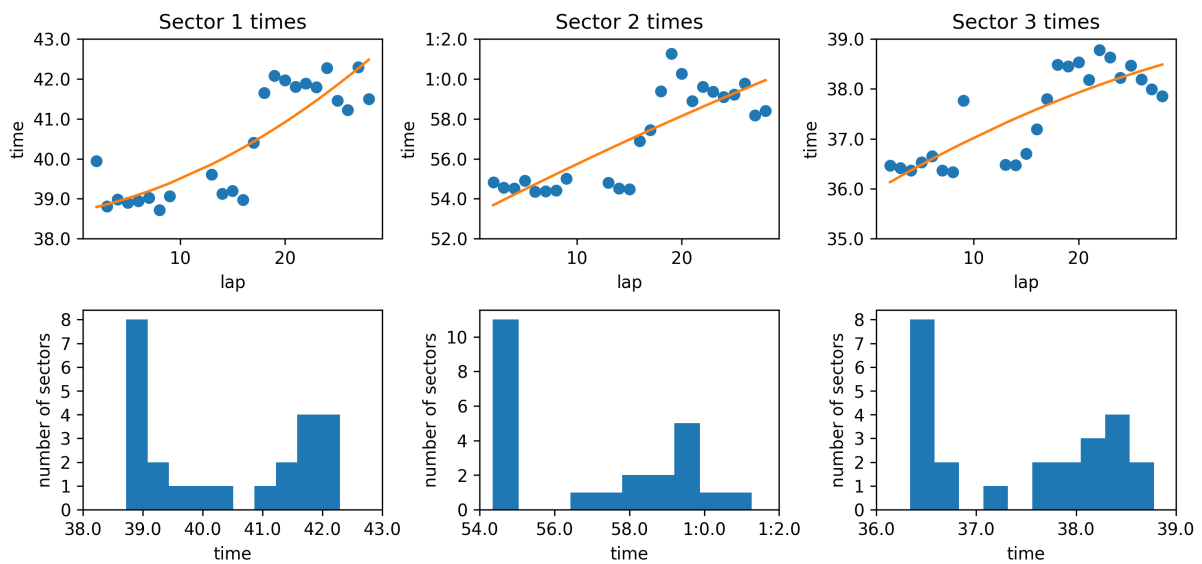 Sector 1 times
43.0
42.0
41.0
40.0
39.0
38.0
time
10 20
lap
Sector 2 times
1:2.0
1:0.0
58.0
56.0
54.0
52.0
time
10 20
lap
Sector 3 times
39.0
38.0
37.0
36.0
35.0
time
10 20
lap
8
7
6
5
4
3
2
1
0
number of sectors
38.0 39.0 40.0 41.0 42.0 43.0
time
10
8
6
4
2
0
number of sectors
54.0 56.0 58.0 1:0.0 1:2.0
time
8
7
6
5
4
3
2
1
0
number of sectors
36.0 37.0 38.0 39.0
time